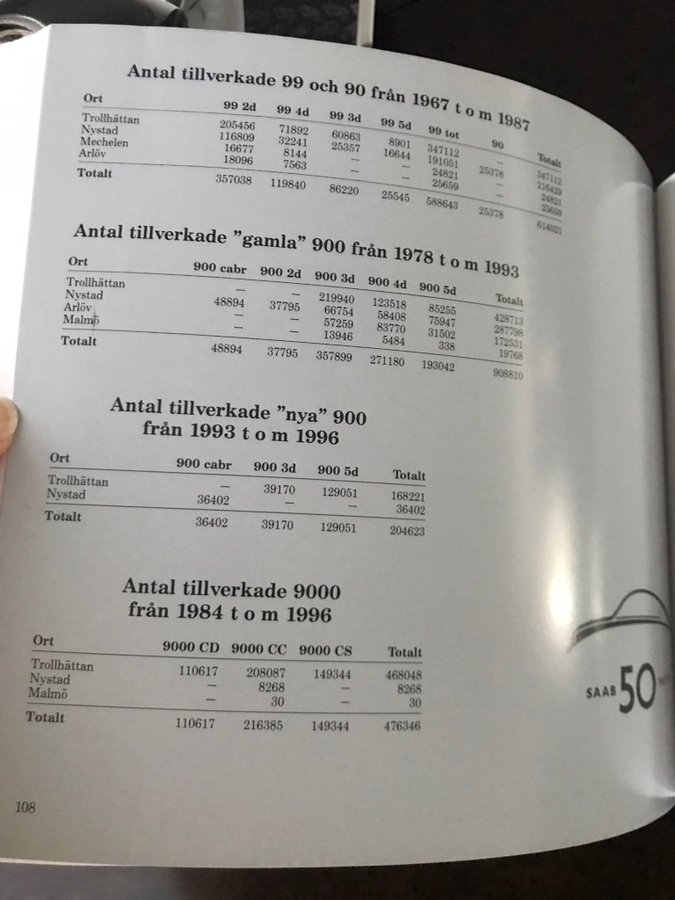 Antal tillverkade 99 och 90 från 1967 t o m 1987
Ort 99 2d 99 4d 99 3d 99 5d 99 tot 90 Totalt
Trollhättan 205456 71892 60863 8901 347112 — 347112
Nystad 116809 32241 25357 16644 191051 25378 216429
Mechelen 16677 8144 — — 24821 — 24821
Arlöv 18096 7563 — — 25659 — 25659
Totalt 357038 119840 86220 25545 588643 25378 614021
Antal tillverkade ”gamla” 900 från 1978 t o m 1993
Ort 900 cabr 900 2d 900 3d 900 4d 900 5d Totalt
Trollhättan — — 219940 123518 85255 428713
Nystad 48894 37795 66754 58408 75947 287798
Arlöv — — 57259 83770 31502 172531
Malmö — — 13946 5484 338 19768
Totalt 48894 37795 357899 271180 193042 908810
Antal tillverkade ”nya” 900
från 1993 t o m 1996
Ort 900 cabr 900 3d 900 5d Totalt
Trollhättan — 39170 129051 168221
Nystad 36402 — — 36402
Totalt 36402 39170 129051 204623
Antal tillverkade 9000
från 1984 t o m 1996
Ort 9000 CD 9000 CC 9000 CS Totalt
Trollhättan 110617 208087 149344 468048
Nystad — 8268 — 8268
Malmö — 30 — 30
Totalt 110617 216385 149344 476346
SAAB 50
108